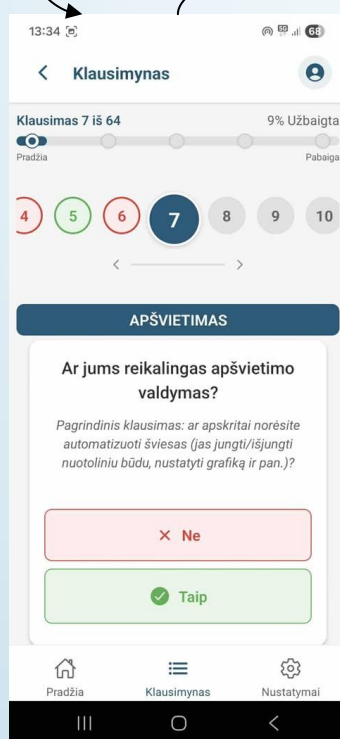 13:34 5G 68
Klausimynas
Klausimas 7 iš 64 9% Užbaigta
Pradžia Pabaiga
4 5 6 7 8 9 10
APŠVIETIMAS
Ar jums reikalingas apšvietimo
valdymas?
Pagrindinis klausimas: ar apskritai norėsite
automatizuoti šviesas (jas jungti/išjungti
nuotoliniu būdu, nustatyti grafiką ir pan.)?
Ne
Taip
Pradžia Klausimynas Nustatymai